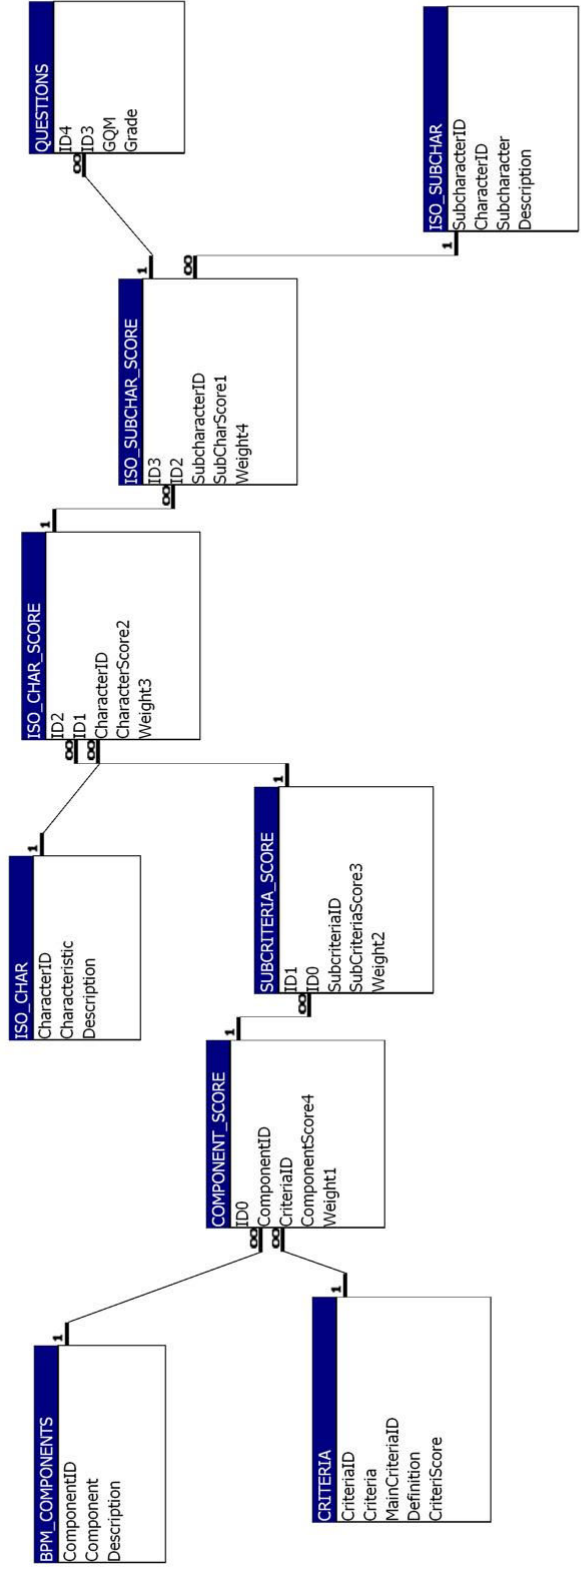 BPM_COMPONENTS
ComponentID
Component
Description
1
CRITERIA
CriteriaID
Criteria
MainCriteriaID
Definition
CriteriScore
1
COMPONENT_SCORE
ID0
∞
ComponentID
∞
CriteriaID
ComponentScore4
Weight1
1
ISO_CHAR
CharacterID
Characteristic
Description
1
SUBCRITERIA_SCORE
ID1
∞
ID0
SubcriteriaID
SubCriteriaScore3
Weight2
1
ISO_CHAR_SCORE
ID2
∞
ID1
∞
CharacterID
CharacterScore2
Weight3
1
ISO_SUBCHAR_SCORE
ID3
∞
ID2
SubcharacterID
SubCharScore1
Weight4
1
∞
QUESTIONS
ID4
∞
ID3
GQM
Grade
ISO_SUBCHAR
1
SubcharacterID
CharacterID
Subcharacter
Description